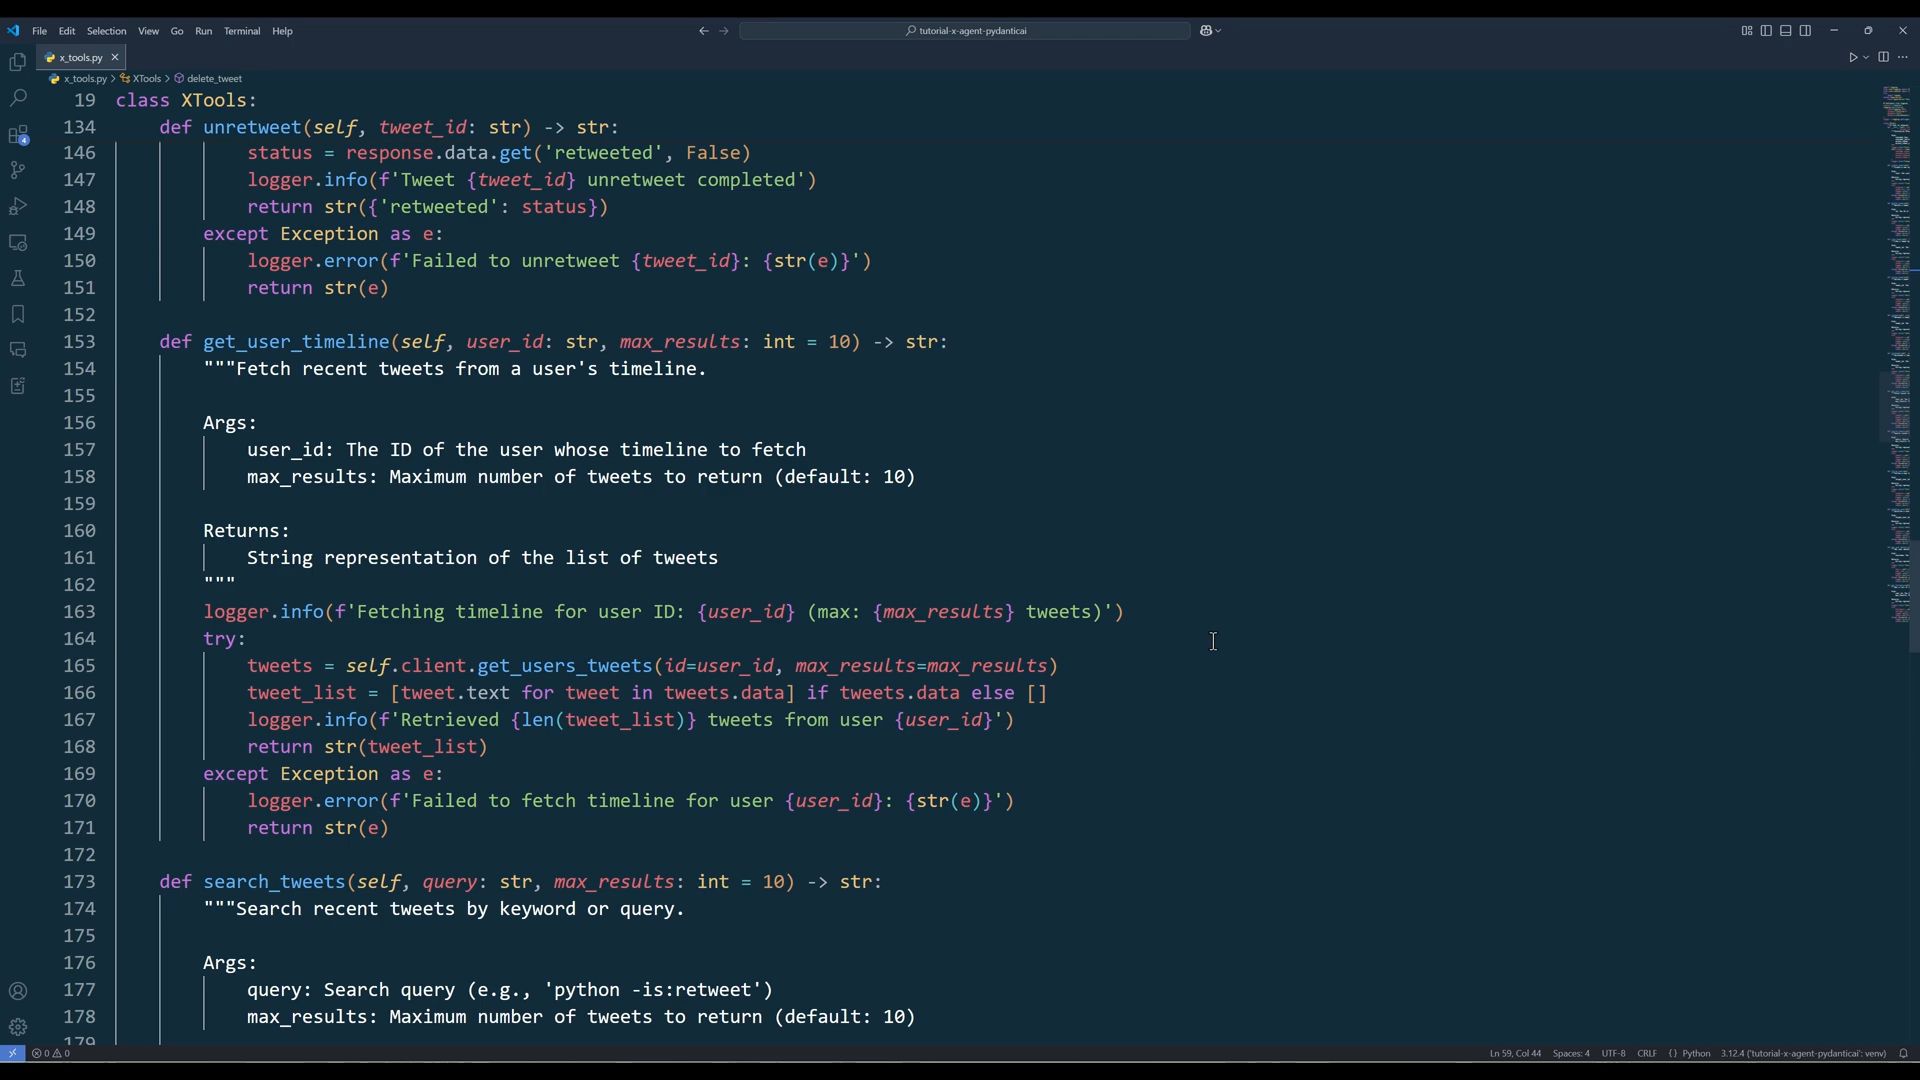 File Edit Selection View Go Run Terminal Help
tutorial-x-agent-pydanticai
x_tools.py
x_tools.py > XTools > delete_tweet
19 class XTools:
134 def unretweet(self, tweet_id: str) -> str:
146 status = response.data.get('retweeted', False)
147 logger.info(f'Tweet {tweet_id} unretweet completed')
148 return str({'retweeted': status})
149 except Exception as e:
150 logger.error(f'Failed to unretweet {tweet_id}: {str(e)}')
151 return str(e)
152
153 def get_user_timeline(self, user_id: str, max_results: int = 10) -> str:
154 """Fetch recent tweets from a user's timeline.
155
156 Args:
157 user_id: The ID of the user whose timeline to fetch
158 max_results: Maximum number of tweets to return (default: 10)
159
160 Returns:
161 String representation of the list of tweets
162 """
163 logger.info(f'Fetching timeline for user ID: {user_id} (max: {max_results} tweets)')
164 try:
165 tweets = self.client.get_users_tweets(id=user_id, max_results=max_results)
166 tweet_list = [tweet.text for tweet in tweets.data] if tweets.data else []
167 logger.info(f'Retrieved {len(tweet_list)} tweets from user {user_id}')
168 return str(tweet_list)
169 except Exception as e:
170 logger.error(f'Failed to fetch timeline for user {user_id}: {str(e)}')
171 return str(e)
172
173 def search_tweets(self, query: str, max_results: int = 10) -> str:
174 """Search recent tweets by keyword or query.
175
176 Args:
177 query: Search query (e.g., 'python -is:retweet')
178 max_results: Maximum number of tweets to return (default: 10)
179
4
0 0
Ln 59, Col 44 Spaces: 4 UTF-8 CRLF {} Python 3.12.4 ('tutorial-x-agent-pydanticai': venv)